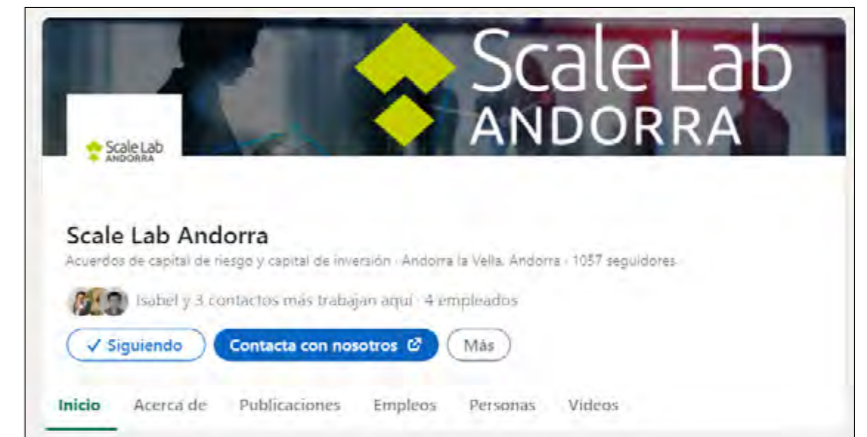 Scale Lab
ANDORRA
Scale Lab
ANDORRA
Scale Lab Andorra
Acuerdos de capital de riesgo y capital de inversión · Andorra la Vella, Andorra · 1057 seguidores
Isabel y 3 contactos más trabajan aquí · 4 empleados
Siguiendo Contacta con nosotros Más
Inicio Acerca de Publicaciones Empleos Personas Vídeos